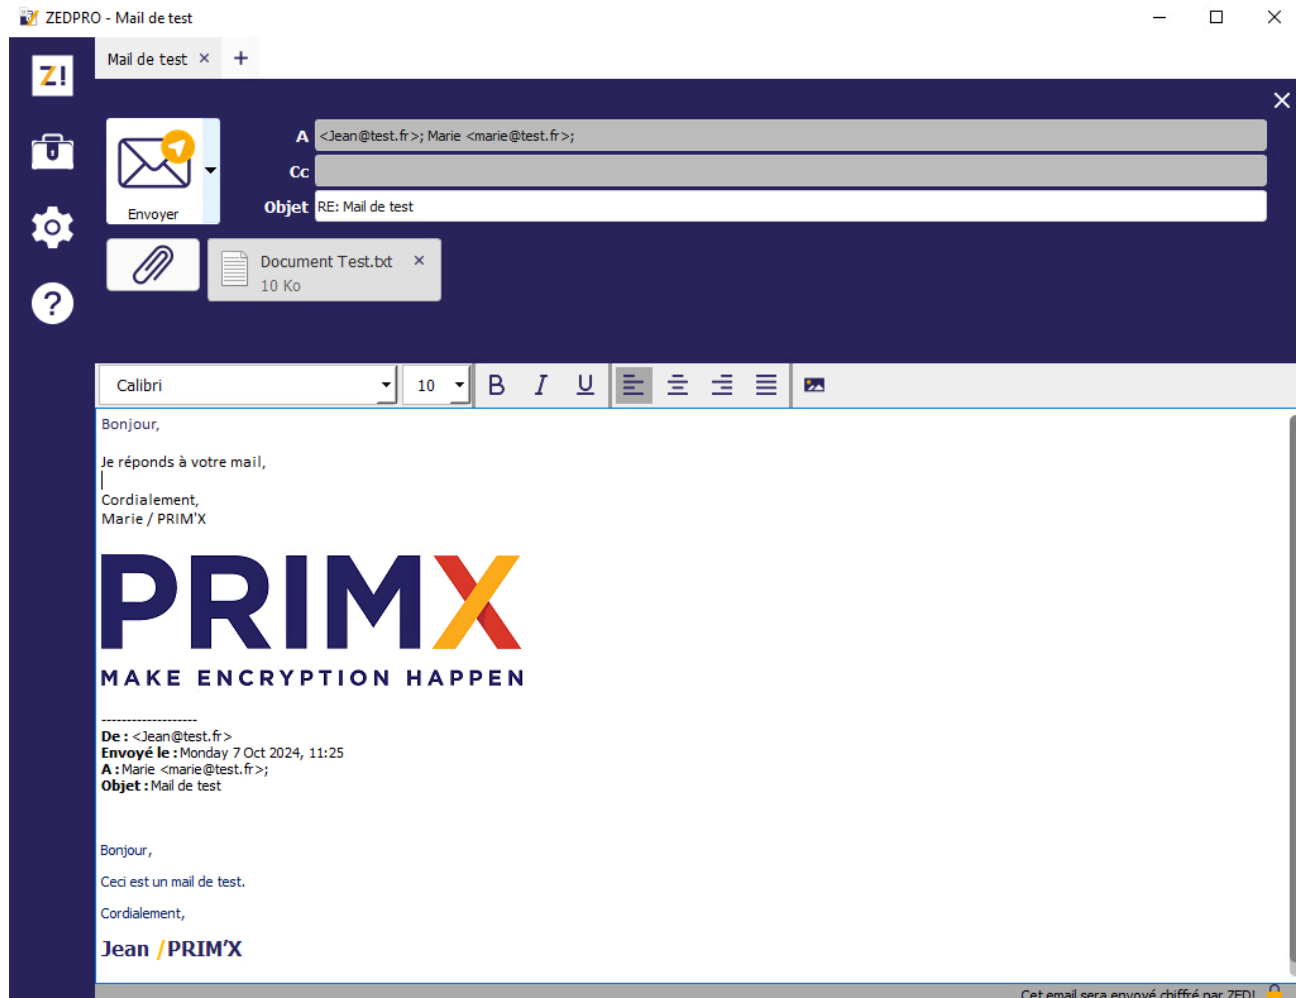 ZEDPRO - Mail de test
Z!
Mail de test × +
A <Jean@test.fr>; Marie <marie@test.fr>;
Cc
Objet RE: Mail de test
Envoyer
Document Test.txt ×
10 Ko
?
Calibri 10 B I U
Bonjour,
Je réponds à votre mail,
Cordialement,
Marie / PRIM'X
PRIMX
MAKE ENCRYPTION HAPPEN
-------------------
De : <Jean@test.fr>
Envoyé le : Monday 7 Oct 2024, 11:25
A : Marie <marie@test.fr>;
Objet : Mail de test
Bonjour,
Ceci est un mail de test.
Cordialement,
Jean /PRIM'X
Cet email sera envoyé chiffré par ZED!